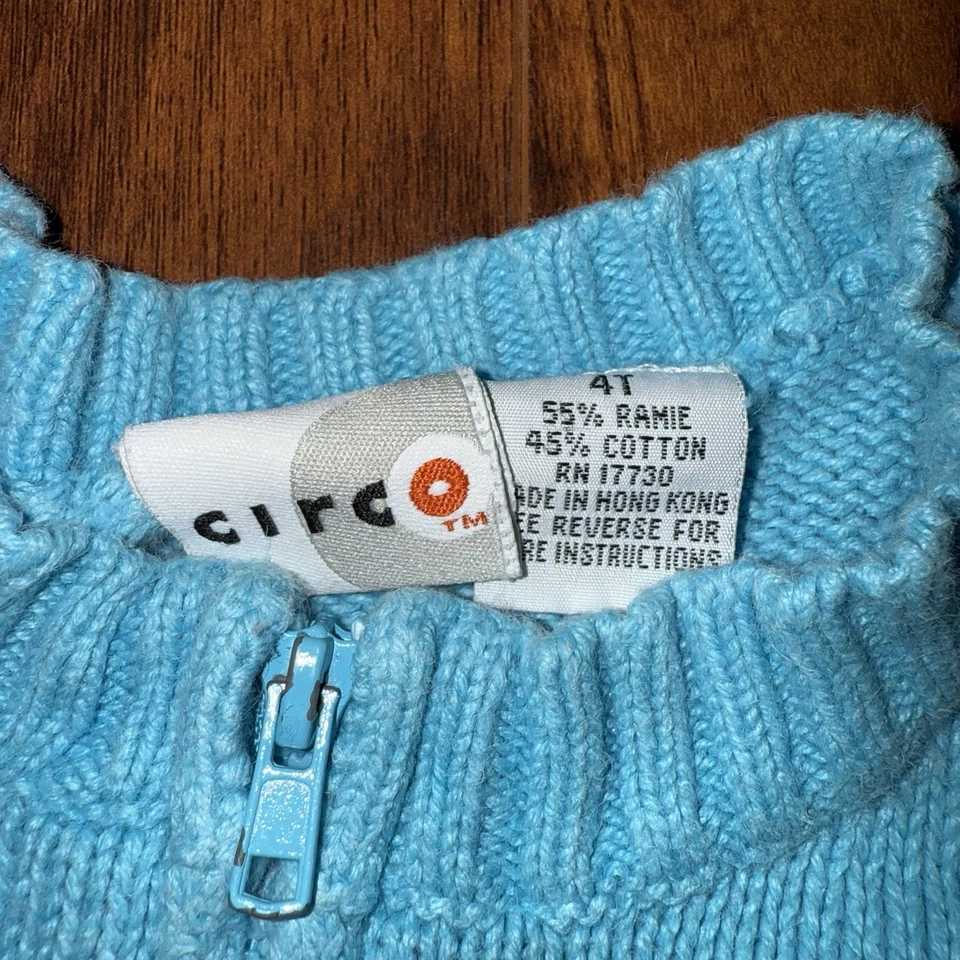 circo
TM
4T
55% RAMIE
45% COTTON
RN 17730
ADE IN HONG KONG
EE REVERSE FOR
RE INSTRUCTIONS